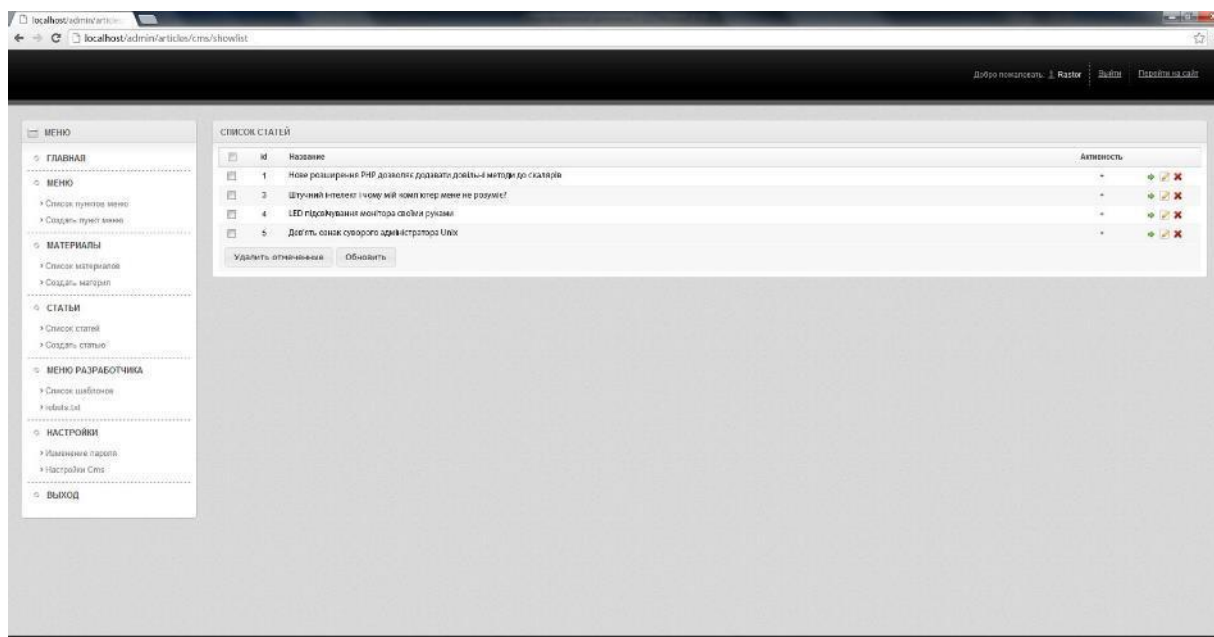 localhost/admin/article
localhost/admin/articles/cms/showlist
Добро пожаловать: Rastor Выйти Перейти на сайт
МЕНЮ
ГЛАВНАЯ
МЕНЮ
Список пунктов меню
Создать пункт меню
МАТЕРИАЛЫ
Список материалов
Создать материал
СТАТЬИ
Список статей
Создать статью
МЕНЮ РАЗРАБОТЧИКА
Список шаблонов
robots.txt
НАСТРОЙКИ
Изменение пароля
Настройки Cms
ВЫХОД
СПИСОК СТАТЕЙ
Id Название Активность
1 Нове розширення PHP дозволяє додавати довільні методи до скалярів
3 Штучний інтелект і чому мій комп'ютер мене не розуміє?
4 LED підсвічування монітора своїми руками
5 Дев'ять ознак суворого адміністратора Unix
Удалить отмеченные Обновить